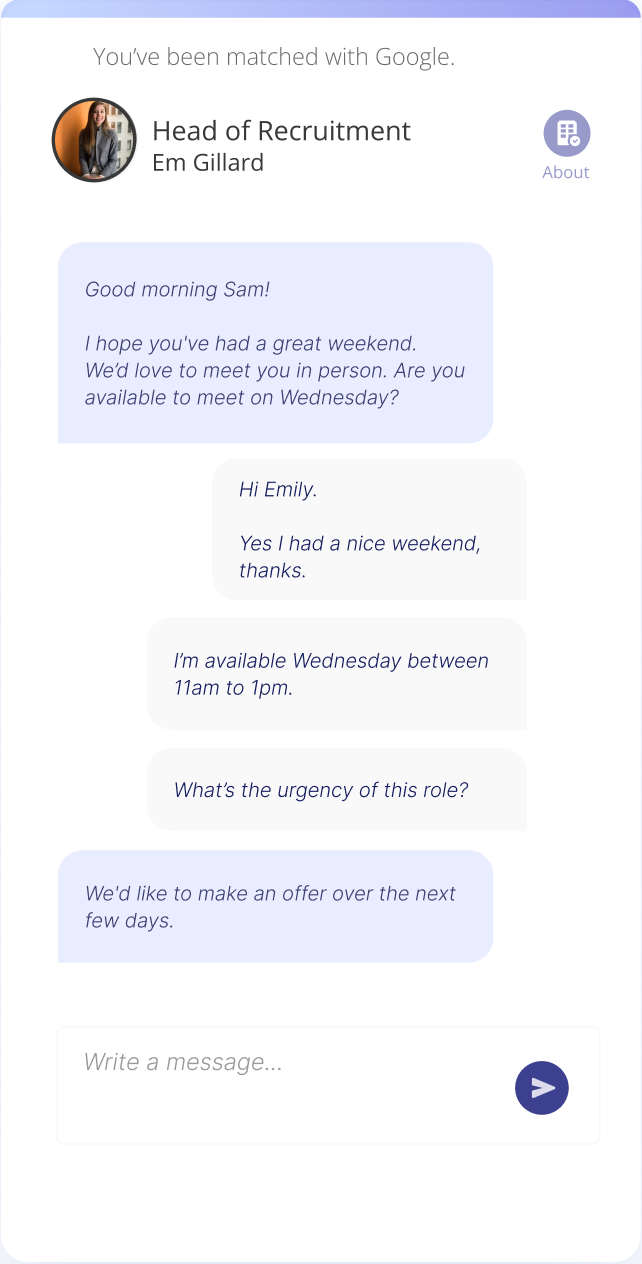 You’ve been matched with Google.
Head of Recruitment
Em Gillard
About
Good morning Sam!
I hope you've had a great weekend.
We’d love to meet you in person. Are you
available to meet on Wednesday?
Hi Emily.
Yes I had a nice weekend,
thanks.
I’m available Wednesday between
11am to 1pm.
What’s the urgency of this role?
We'd like to make an offer over the next
few days.
Write a message...